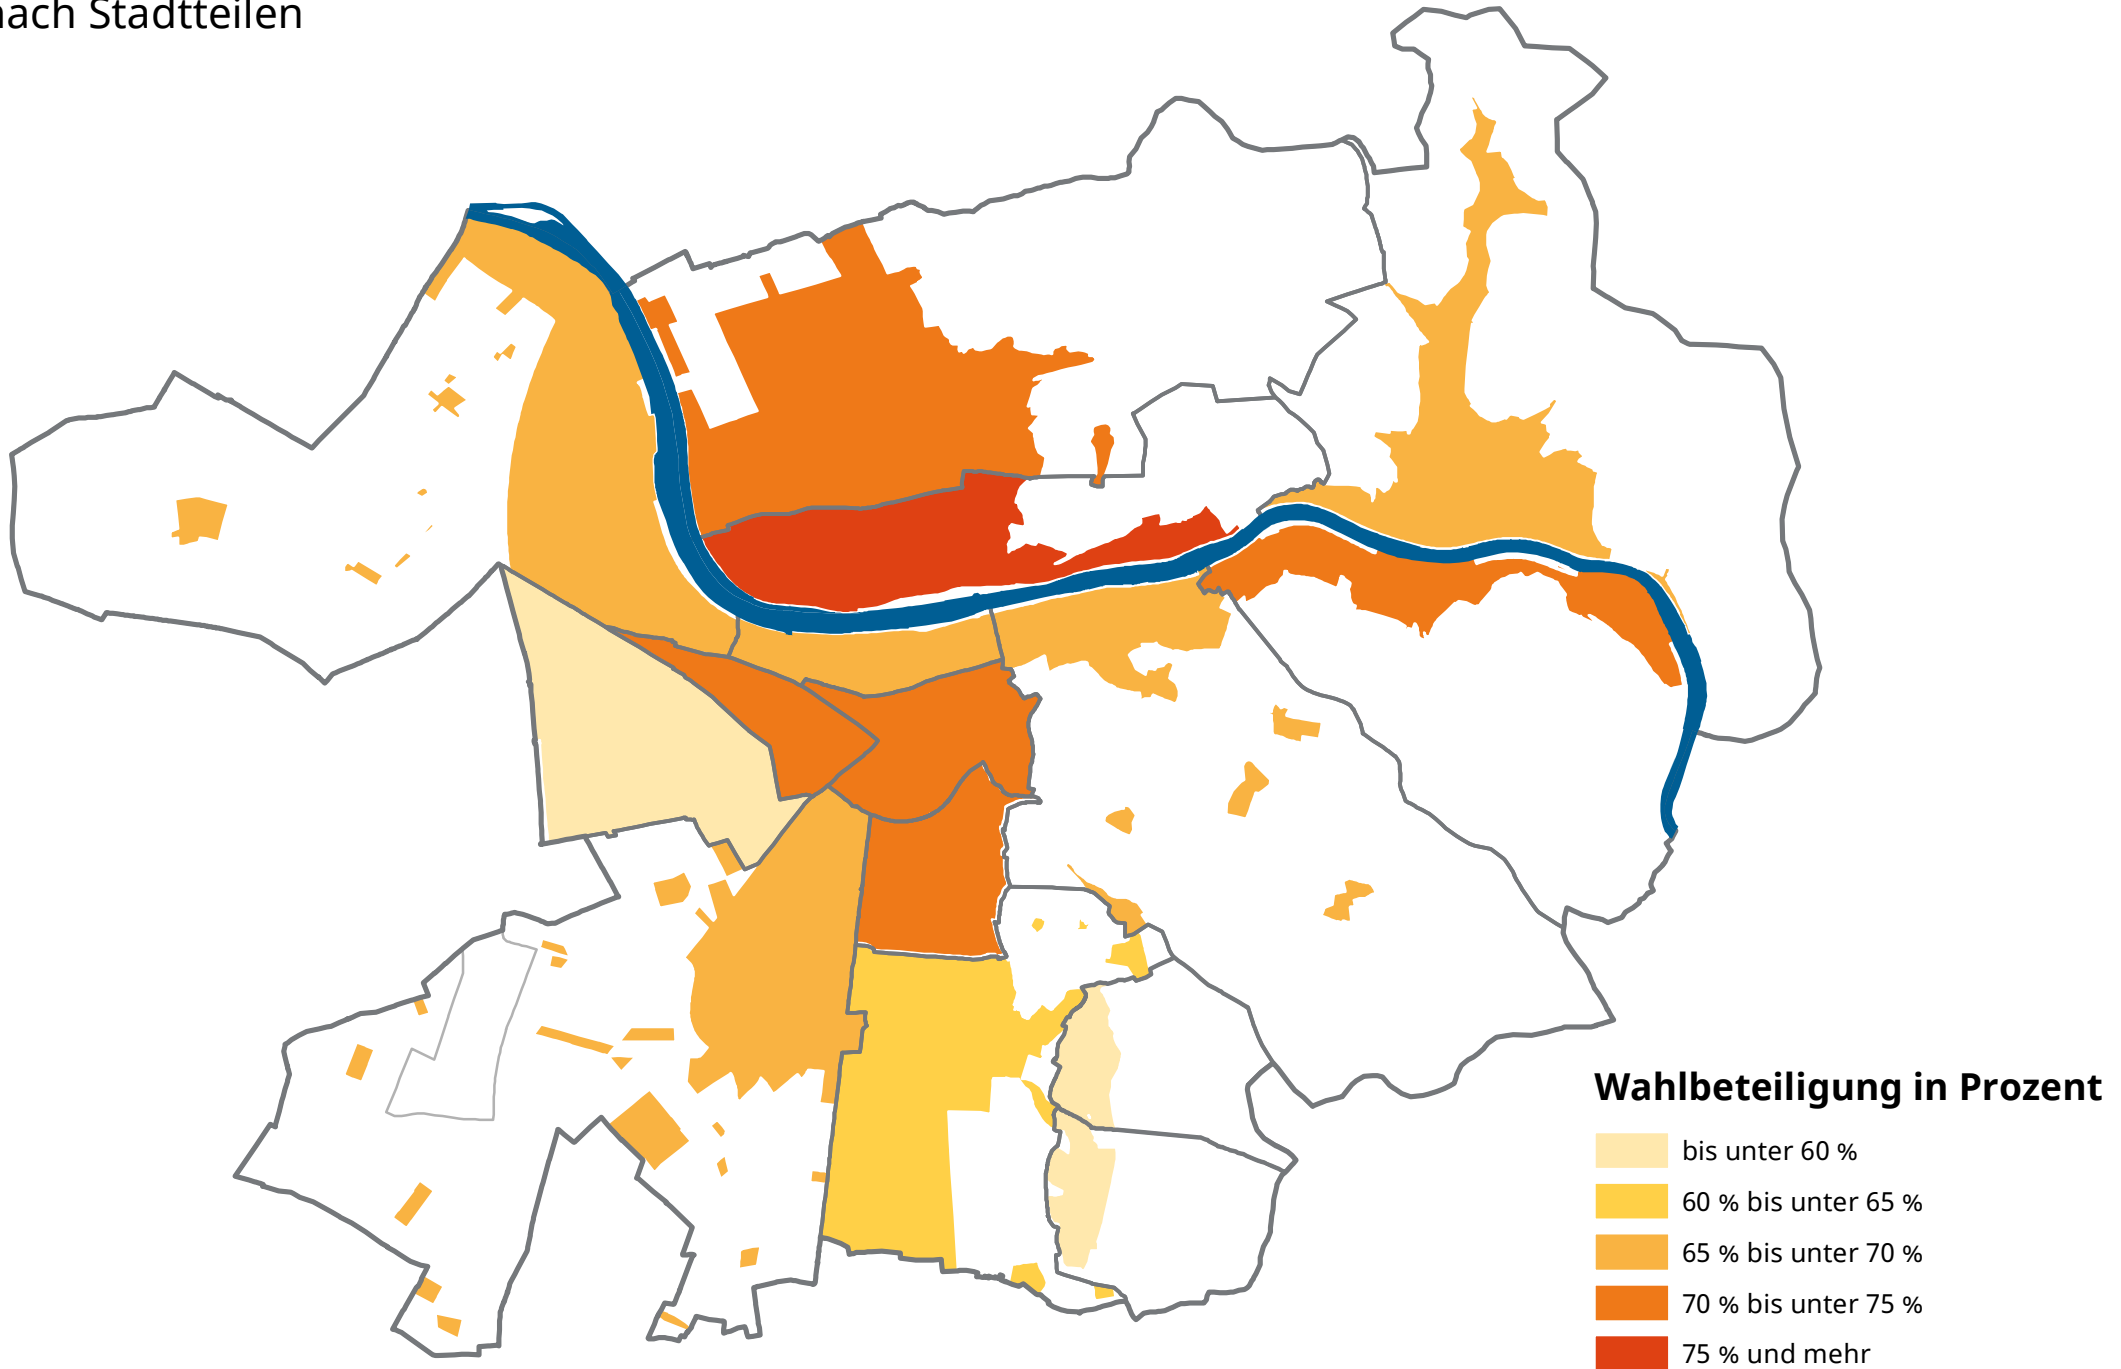 nach Stadtteilen
Wahlbeteiligung in Prozent
bis unter 60 %
60 % bis unter 65 %
65 % bis unter 70 %
70 % bis unter 75 %
75 % und mehr